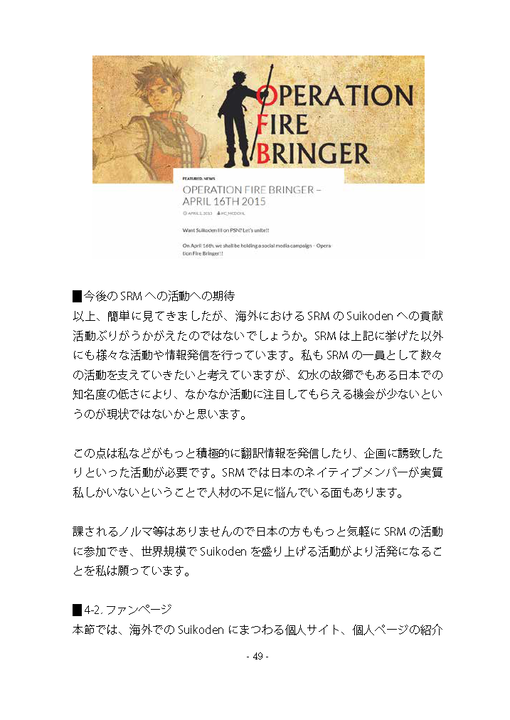 OPERATION
FIRE
BRINGER
FEATURED, NEWS
OPERATION FIRE BRINGER –
APRIL 16TH 2015
Want Suikoden III on PSN? Let's unite!!
On April 16th, we shall be holding a social media campaign – Opera
tion Fire Bringer!!
■今後の SRM への活動への期待
以上、簡単に見てきましたが、海外における SRM の Suikoden への貢献
活動ぶりがうかがえたのではないでしょうか。SRM は上記に挙げた以外
にも様々な活動や情報発信を行っています。私も SRM の一員として数々
の活動を支えていきたいと考えていますが、幻水の故郷でもある日本での
知名度の低さにより、なかなか活動に注目してもらえる機会が少ないとい
うのが現状ではないかと思います。
この点は私などがもっと積極的に翻訳情報を発信したり、企画に誘致した
りといった活動が必要です。SRM では日本のネイティブメンバーが実質
私しかいないということで人材の不足に悩んでいる面もあります。
課されるノルマ等はありませんので日本の方ももっと気軽に SRM の活動
に参加でき、世界規模で Suikoden を盛り上げる活動がより活発になるこ
とを私は願っています。
■4-2. ファンページ
本節では、海外での Suikoden にまつわる個人サイト、個人ページの紹介
- 49 -